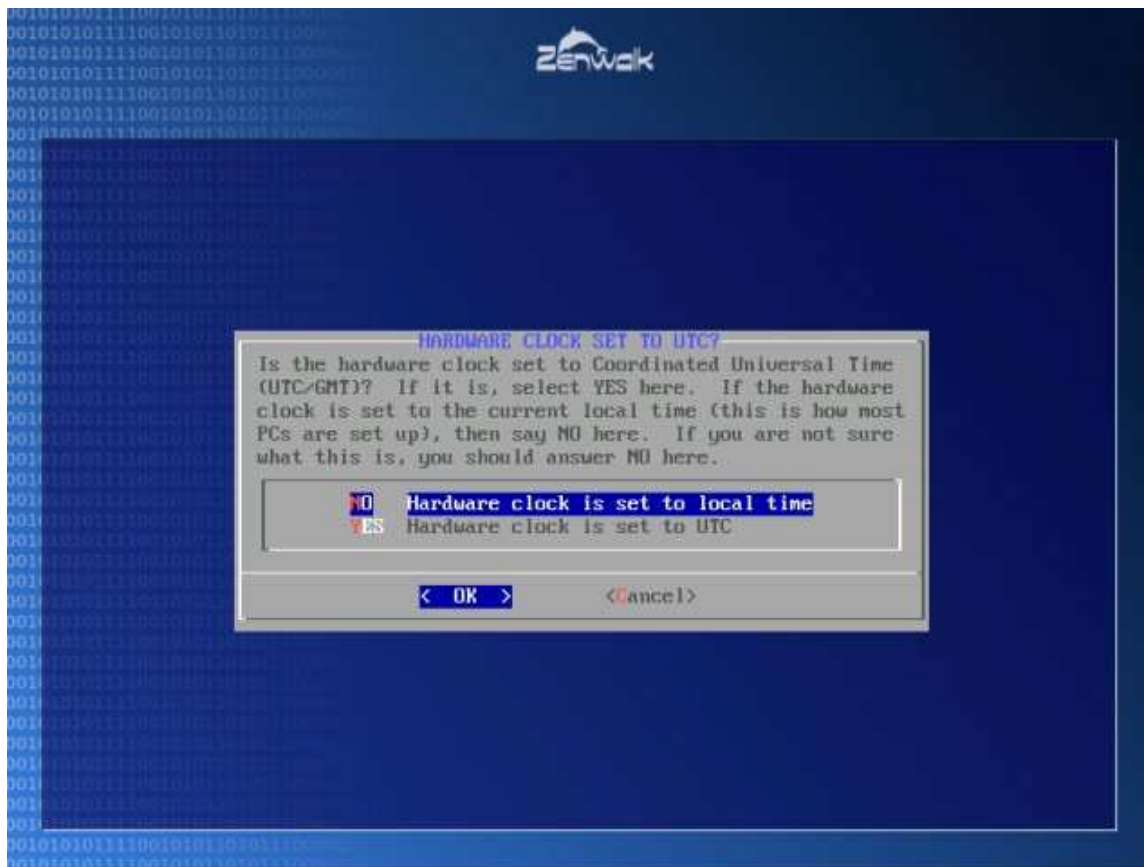 Zenwalk
HARDWARE CLOCK SET TO UTC?
Is the hardware clock set to Coordinated Universal Time
(UTC/GMT)?  If it is, select YES here.  If the hardware
clock is set to the current local time (this is how most
PCs are set up), then say NO here.  If you are not sure
what this is, you should answer NO here.
NO Hardware clock is set to local time
YES Hardware clock is set to UTC
< OK > <Cancel>